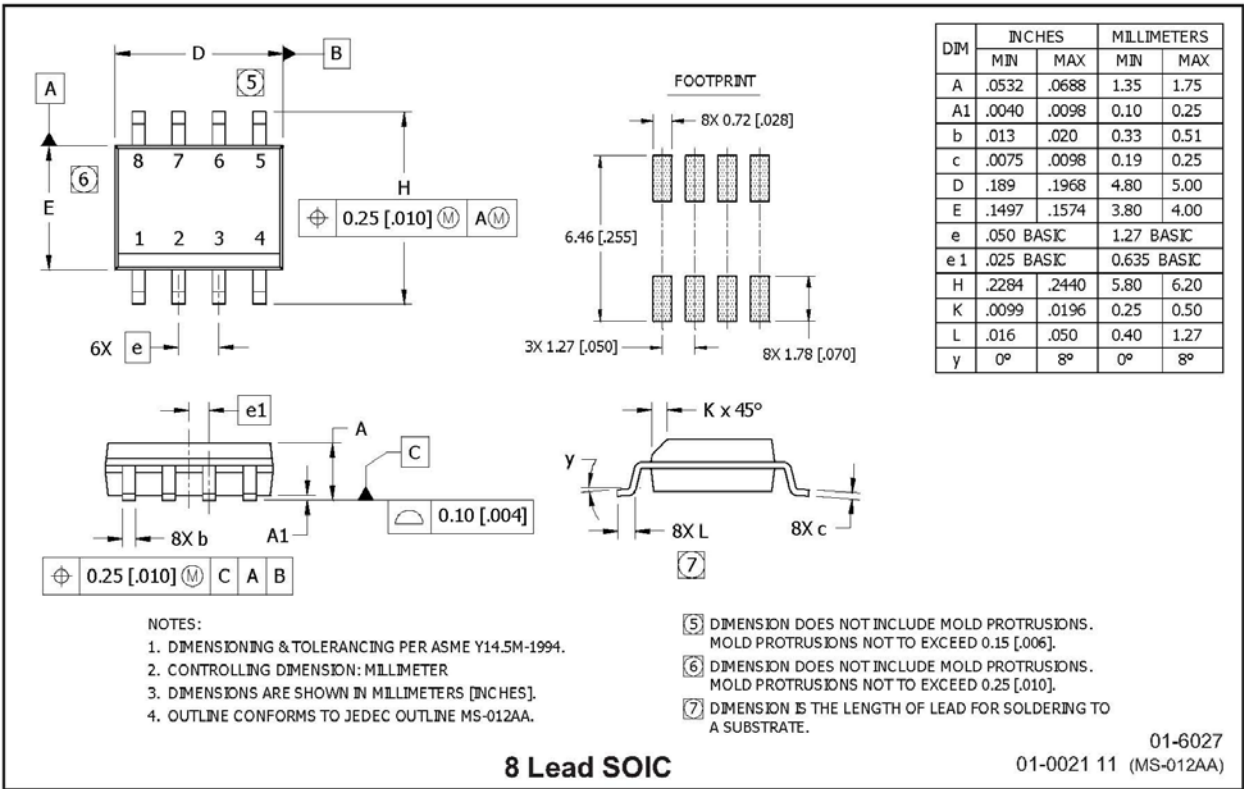 D
B
A
5
8 7 6 5
6
E
H
0.25 [.010] M A M
1 2 3 4
6X e
FOOTPRINT
8X 0.72 [.028]
6.46 [.255]
3X 1.27 [.050]
8X 1.78 [.070]
DIM INCHES MILLIMETERS
MIN MAX MIN MAX
A .0532 .0688 1.35 1.75
A1 .0040 .0098 0.10 0.25
b .013 .020 0.33 0.51
c .0075 .0098 0.19 0.25
D .189 .1968 4.80 5.00
E .1497 .1574 3.80 4.00
e .050 BASIC 1.27 BASIC
e 1 .025 BASIC 0.635 BASIC
H .2284 .2440 5.80 6.20
K .0099 .0196 0.25 0.50
L .016 .050 0.40 1.27
y 0° 8° 0° 8°
e1
A
C
0.10 [.004]
8X b
A1
0.25 [.010] M C A B
K x 45°
y
8X L
8X c
7
NOTES:
1. DIMENSIONING & TOLERANCING PER ASME Y14.5M-1994.
2. CONTROLLING DIMENSION: MILLIMETER
3. DIMENSIONS ARE SHOWN IN MILLIMETERS [INCHES].
4. OUTLINE CONFORMS TO JEDEC OUTLINE MS-012AA.
5 DIMENSION DOES NOT INCLUDE MOLD PROTRUSIONS.
MOLD PROTRUSIONS NOT TO EXCEED 0.15 [.006].
6 DIMENSION DOES NOT INCLUDE MOLD PROTRUSIONS.
MOLD PROTRUSIONS NOT TO EXCEED 0.25 [.010].
7 DIMENSION IS THE LENGTH OF LEAD FOR SOLDERING TO
A SUBSTRATE.
8 Lead SOIC
01-6027
01-0021 11 (MS-012AA)